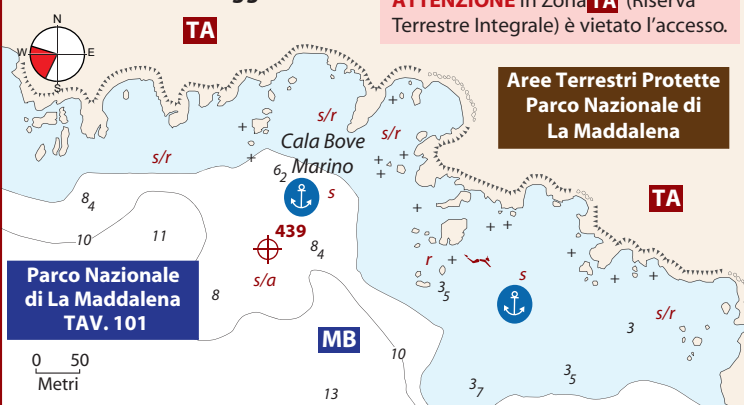 ATTENZIONE in Zona TA (Riserva
Terrestre Integrale) è vietato l'accesso.
N
W E
S
TA
Aree Terrestri Protette
Parco Nazionale di
La Maddalena
s/r
s/r
s/r
Cala Bove
Marino
6₂
s
TA
8₄
10
11
439
8₄
s/a
r
s
3₅
Parco Nazionale
di La Maddalena
TAV. 101
8
MB
3
s/r
0 50
Metri
10
13
3₇
3₅